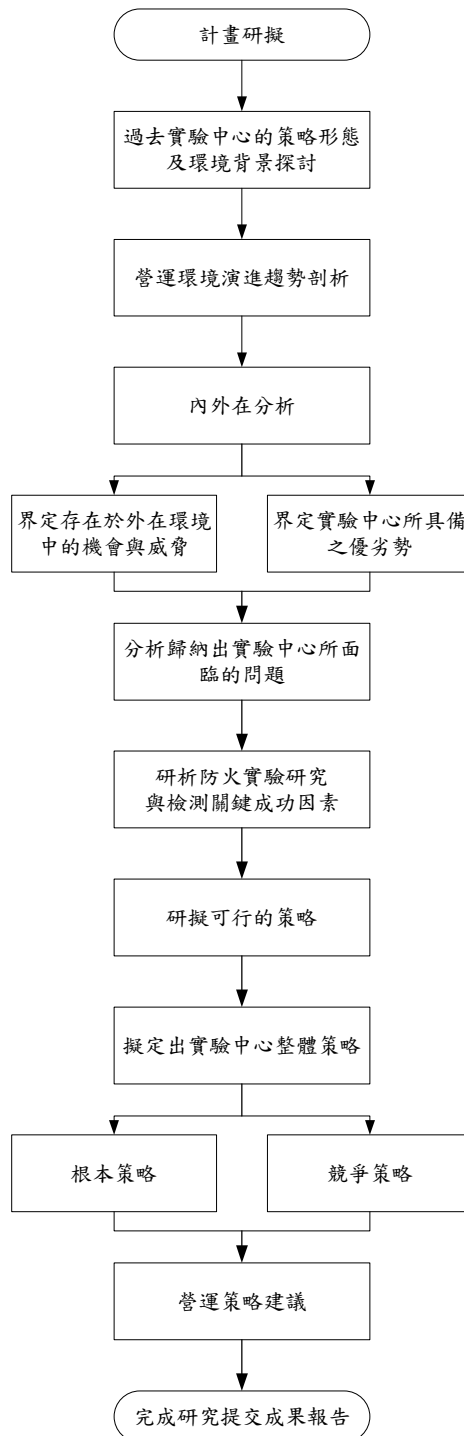 計畫研擬
過去實驗中心的策略形態
及環境背景探討
營運環境演進趨勢剖析
內外在分析
界定存在於外在環境
中的機會與威脅
界定實驗中心所具備
之優劣勢
分析歸納出實驗中心所面
臨的問題
研析防火實驗研究
與檢測關鍵成功因素
研擬可行的策略
擬定出實驗中心整體策略
根本策略
競爭策略
營運策略建議
完成研究提交成果報告